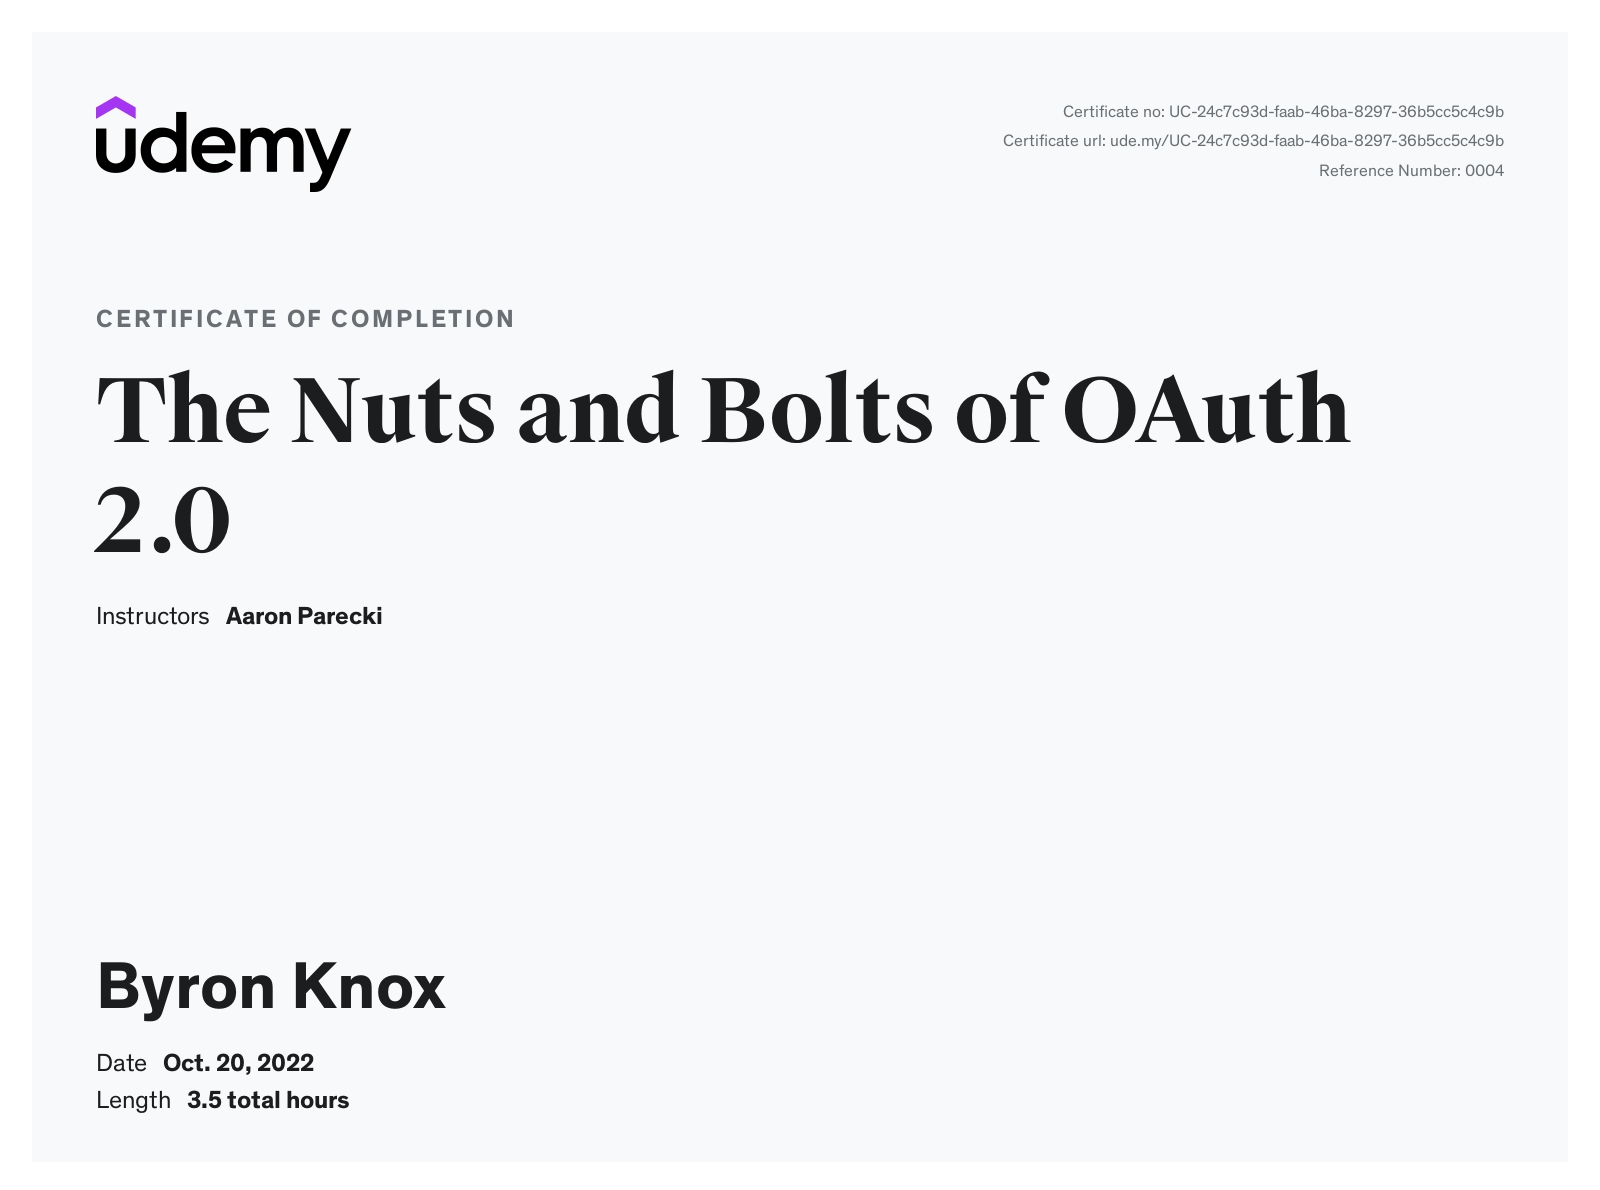 udemy
Certificate no: UC-24c7c93d-faab-46ba-8297-36b5cc5c4c9b
Certificate url: ude.my/UC-24c7c93d-faab-46ba-8297-36b5cc5c4c9b
Reference Number: 0004
CERTIFICATE OF COMPLETION
The Nuts and Bolts of OAuth
2.0
Instructors Aaron Parecki
Byron Knox
Date Oct. 20, 2022
Length 3.5 total hours